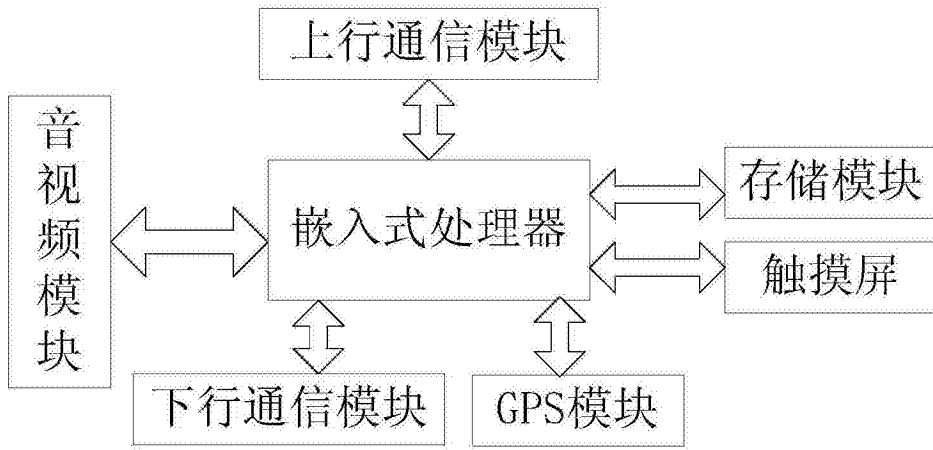 上行通信模块
音视频模块
嵌入式处理器
存储模块
触摸屏
下行通信模块
GPS模块